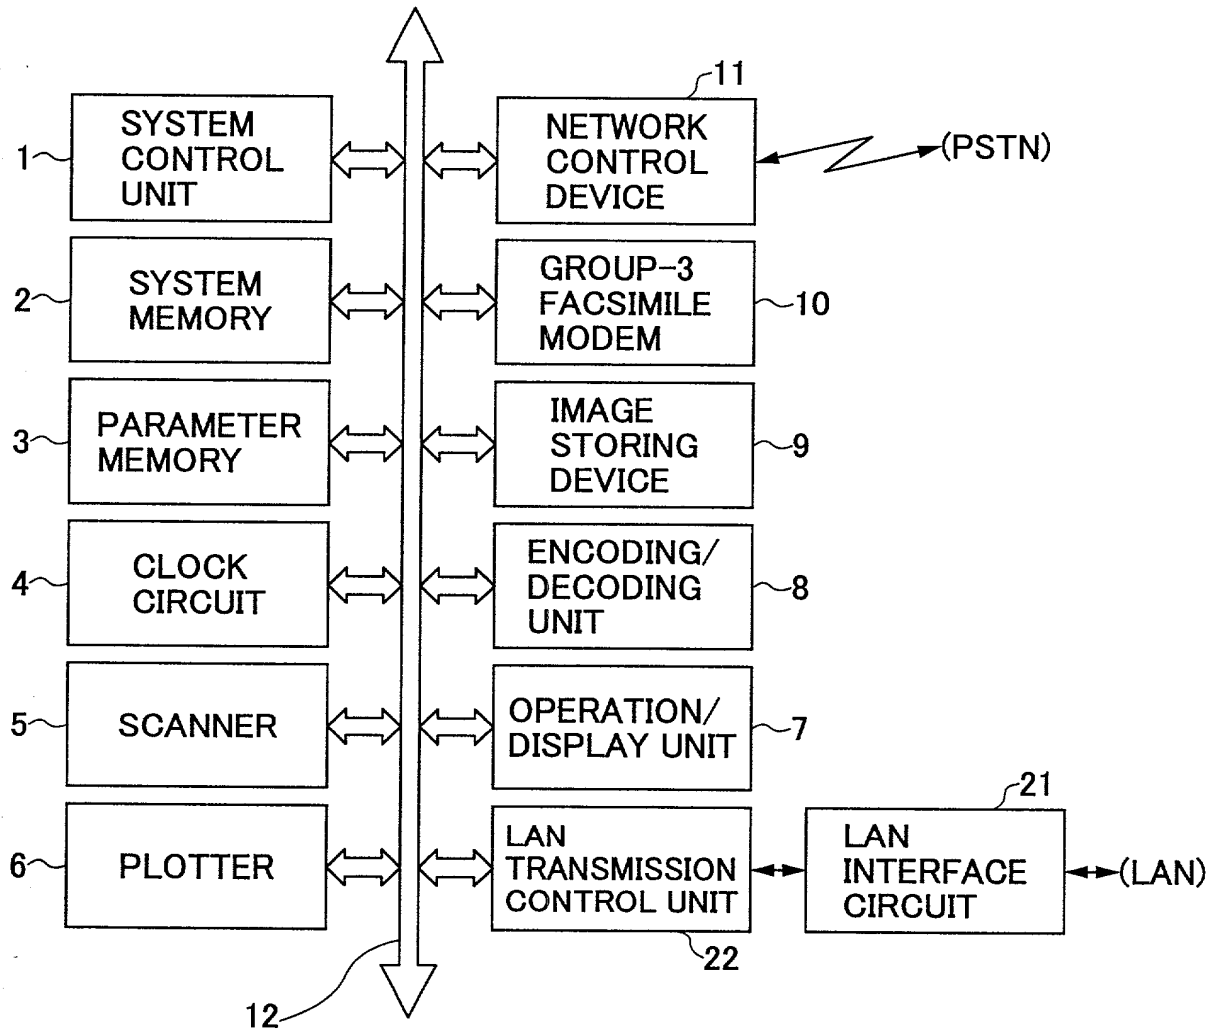 11
1
SYSTEM
CONTROL
UNIT
NETWORK
CONTROL
DEVICE
(PSTN)
2
SYSTEM
MEMORY
GROUP-3
FACSIMILE
MODEM
10
3
PARAMETER
MEMORY
IMAGE
STORING
DEVICE
9
4
CLOCK
CIRCUIT
ENCODING/
DECODING
UNIT
8
5
SCANNER
OPERATION/
DISPLAY UNIT
7
21
6
PLOTTER
LAN
TRANSMISSION
CONTROL UNIT
LAN
INTERFACE
CIRCUIT
(LAN)
22
12